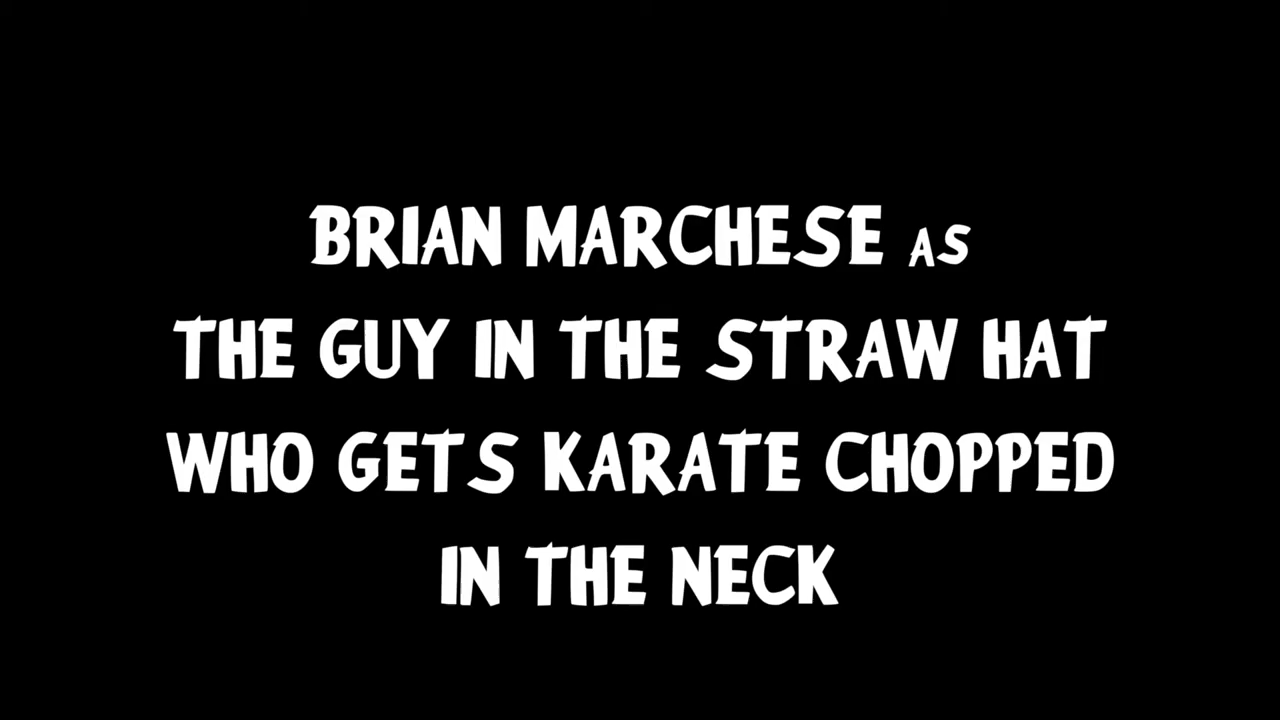 BRIAN MARCHESE AS
THE GUY IN THE STRAW HAT
WHO GETS KARATE CHOPPED
IN THE NECK